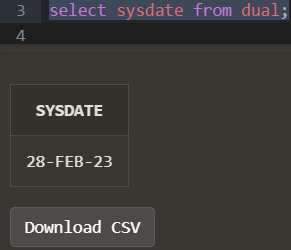 3 select sysdate from dual;
4
SYSDATE
28-FEB-23
Download CSV